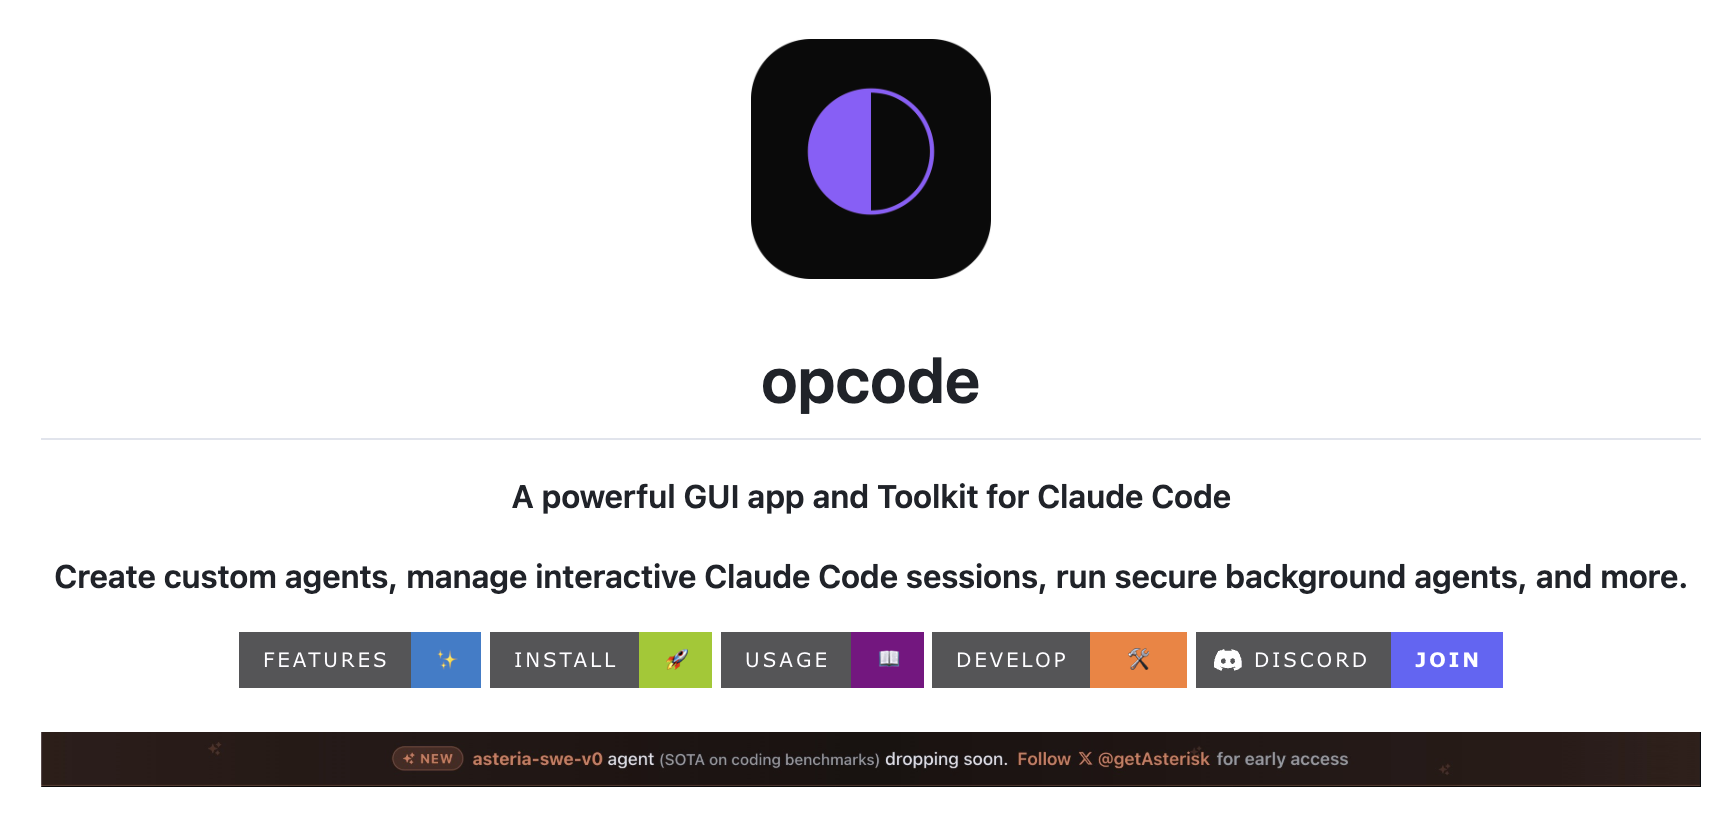 opcode
A powerful GUI app and Toolkit for Claude Code
Create custom agents, manage interactive Claude Code sessions, run secure background agents, and more.
FEATURES ✨ INSTALL 🚀 USAGE 📖 DEVELOP 🛠️ DISCORD JOIN
NEW asteria-swe-v0 agent (SOTA on coding benchmarks) dropping soon. Follow 𝕏 @getAsterisk for early access